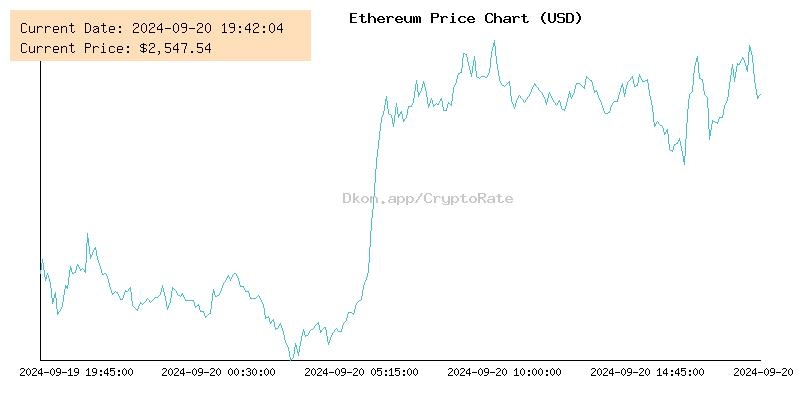 Ethereum Price Chart (USD)
Current Date: 2024-09-20 19:42:04
Current Price: $2,547.54
Dkon.app/CryptoRate
2024-09-19 19:45:00
2024-09-20 00:30:00
2024-09-20 05:15:00
2024-09-20 10:00:00
2024-09-20 14:45:00
2024-09-20